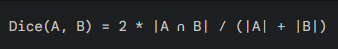 Dice(A, B) = 2 * |A ∩ B| / (|A| + |B|)